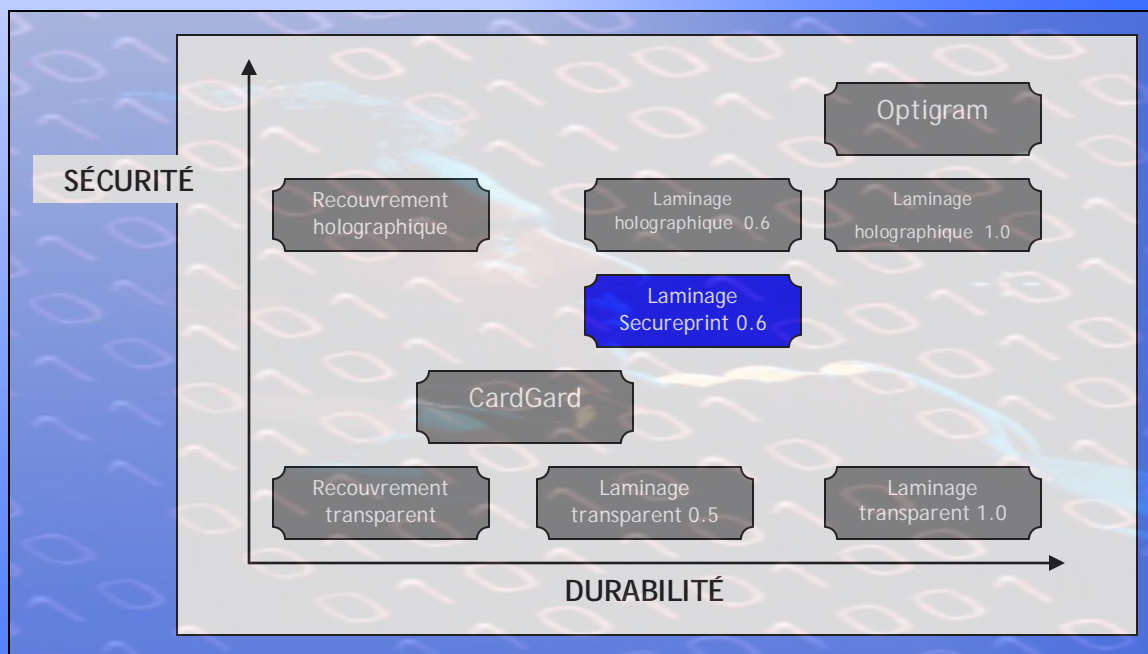 Optigram
SÉCURITÉ
Recouvrement
holographique
Laminage
holographique 0.6
Laminage
holographique 1.0
Laminage
Secureprint 0.6
CardGard
Recouvrement
transparent
Laminage
transparent 0.5
Laminage
transparent 1.0
DURABILITÉ